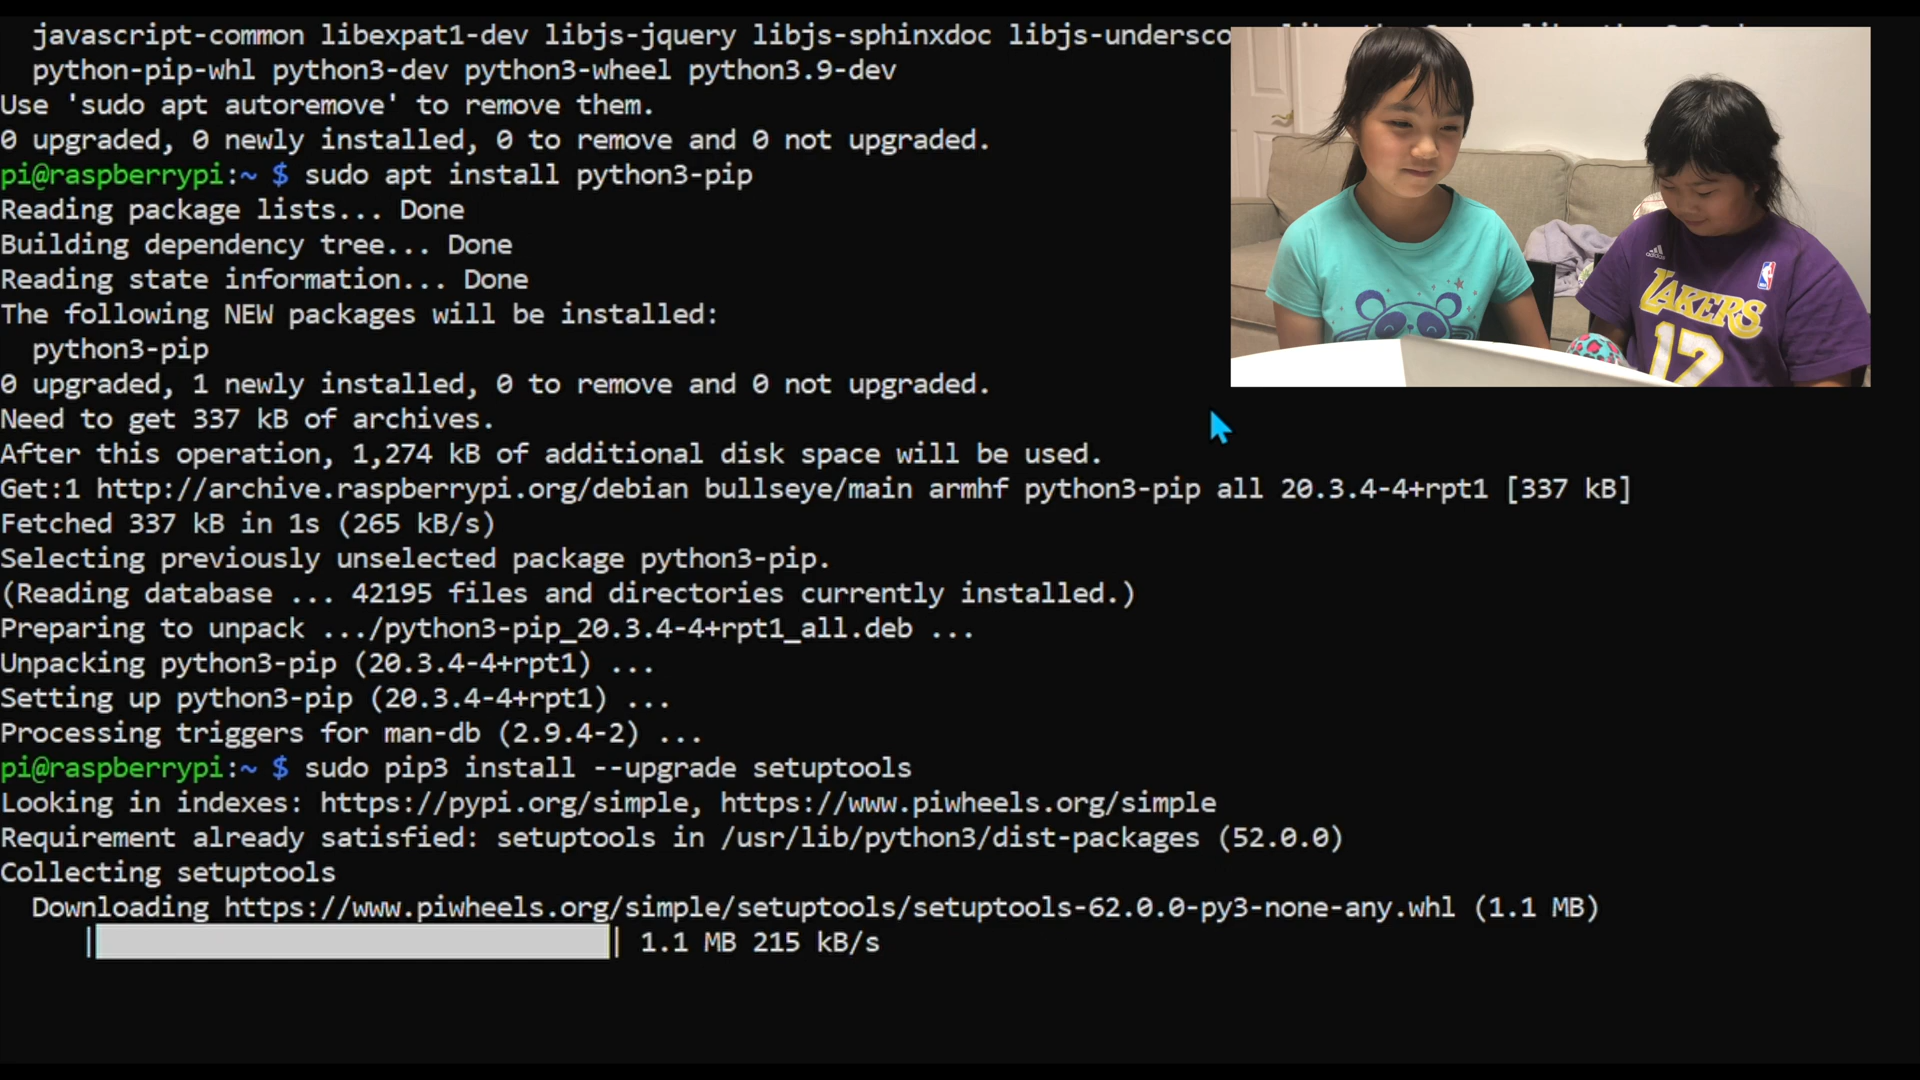 javascript-common libexpat1-dev libjs-jquery libjs-sphinxdoc
python-pip-whl python3-dev python3-wheel python3.9-dev
Use 'sudo apt autoremove' to remove them.
0 upgraded, 0 newly installed, 0 to remove and 0 not upgraded.
pi@raspberrypi:~ $ sudo apt install python3-pip
Reading package lists... Done
Building dependency tree... Done
Reading state information... Done
The following NEW packages will be installed:
python3-pip
0 upgraded, 1 newly installed, 0 to remove and 0 not upgraded.
Need to get 337 kB of archives.
After this operation, 1,274 kB of additional disk space will be used.
Get:1 http://archive.raspberrypi.org/debian bullseye/main armhf python3-pip all 20.3.4-4+rpt1 [337 kB]
Fetched 337 kB in 1s (265 kB/s)
Selecting previously unselected package python3-pip.
(Reading database ... 42195 files and directories currently installed.)
Preparing to unpack .../python3-pip_20.3.4-4+rpt1_all.deb ...
Unpacking python3-pip (20.3.4-4+rpt1) ...
Setting up python3-pip (20.3.4-4+rpt1) ...
Processing triggers for man-db (2.9.4-2) ...
pi@raspberrypi:~ $ sudo pip3 install --upgrade setuptools
Looking in indexes: https://pypi.org/simple, https://www.piwheels.org/simple
Requirement already satisfied: setuptools in /usr/lib/python3/dist-packages (52.0.0)
Collecting setuptools
Downloading https://www.piwheels.org/simple/setuptools/setuptools-62.0.0-py3-none-any.whl (1.1 MB)
| | 1.1 MB 215 kB/s
adidas
LAKERS